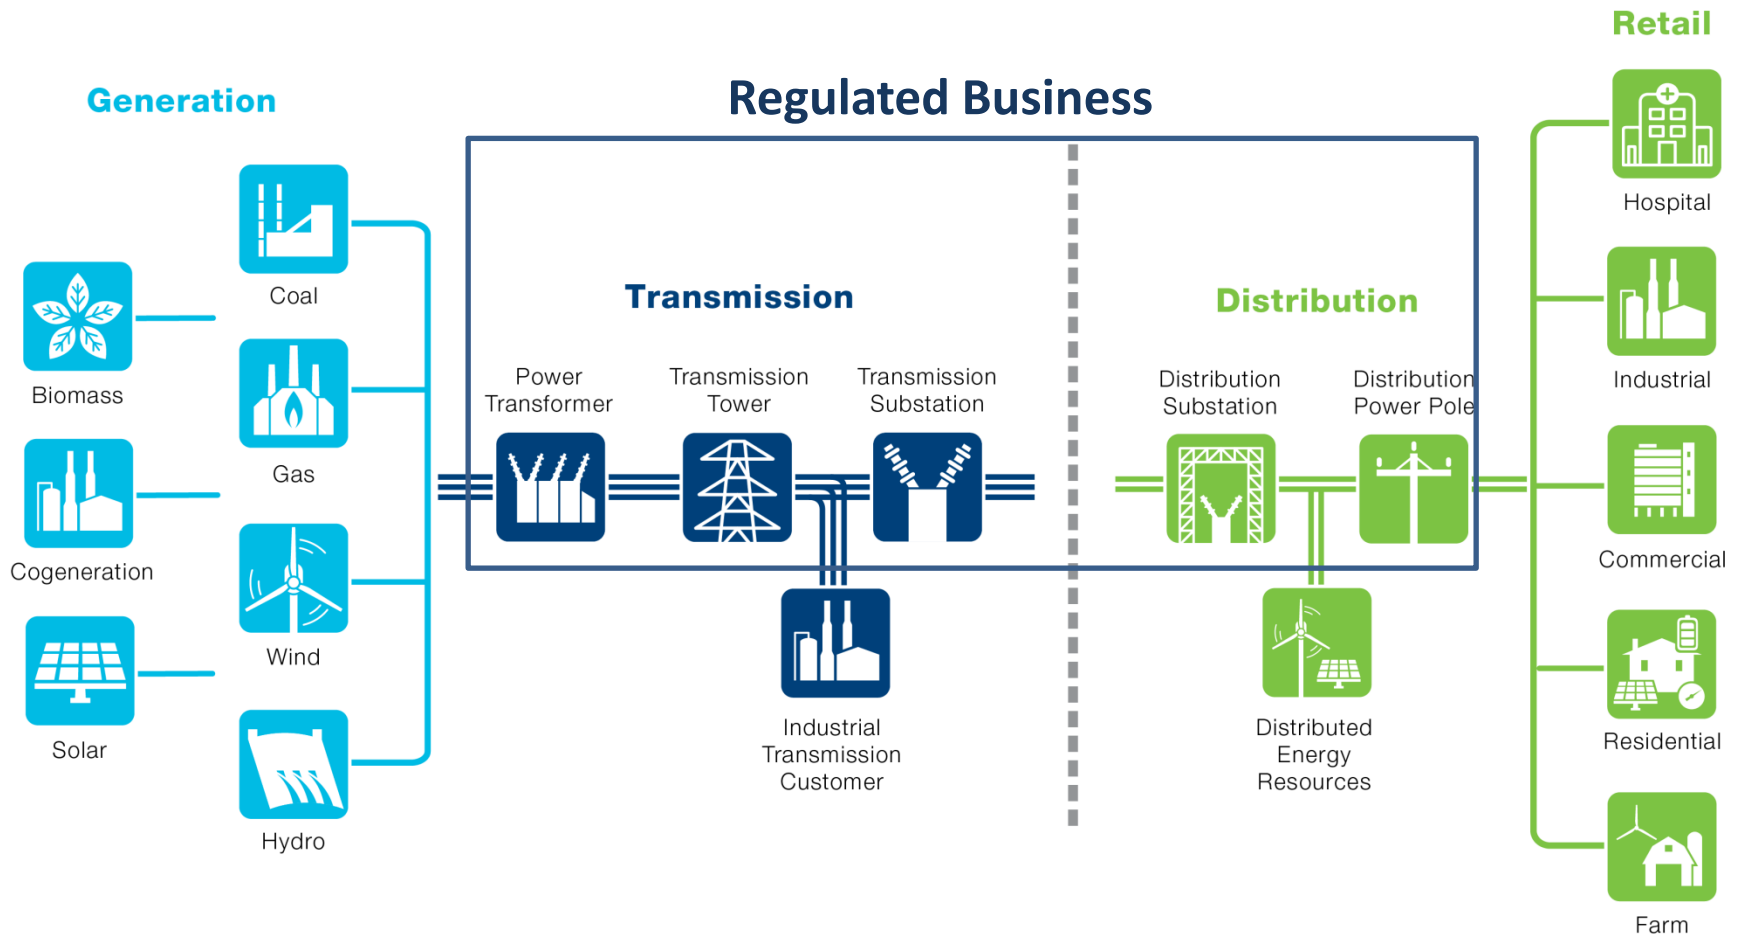 Retail
Regulated Business
Generation
Hospital
Coal
Transmission
Distribution
Biomass
Power
Transformer
Transmission
Tower
Transmission
Substation
Distribution
Substation
Distribution
Power Pole
Industrial
Gas
Cogeneration
Commercial
Wind
Solar
Industrial
Transmission
Customer
Distributed
Energy
Resources
Residential
Hydro
Farm